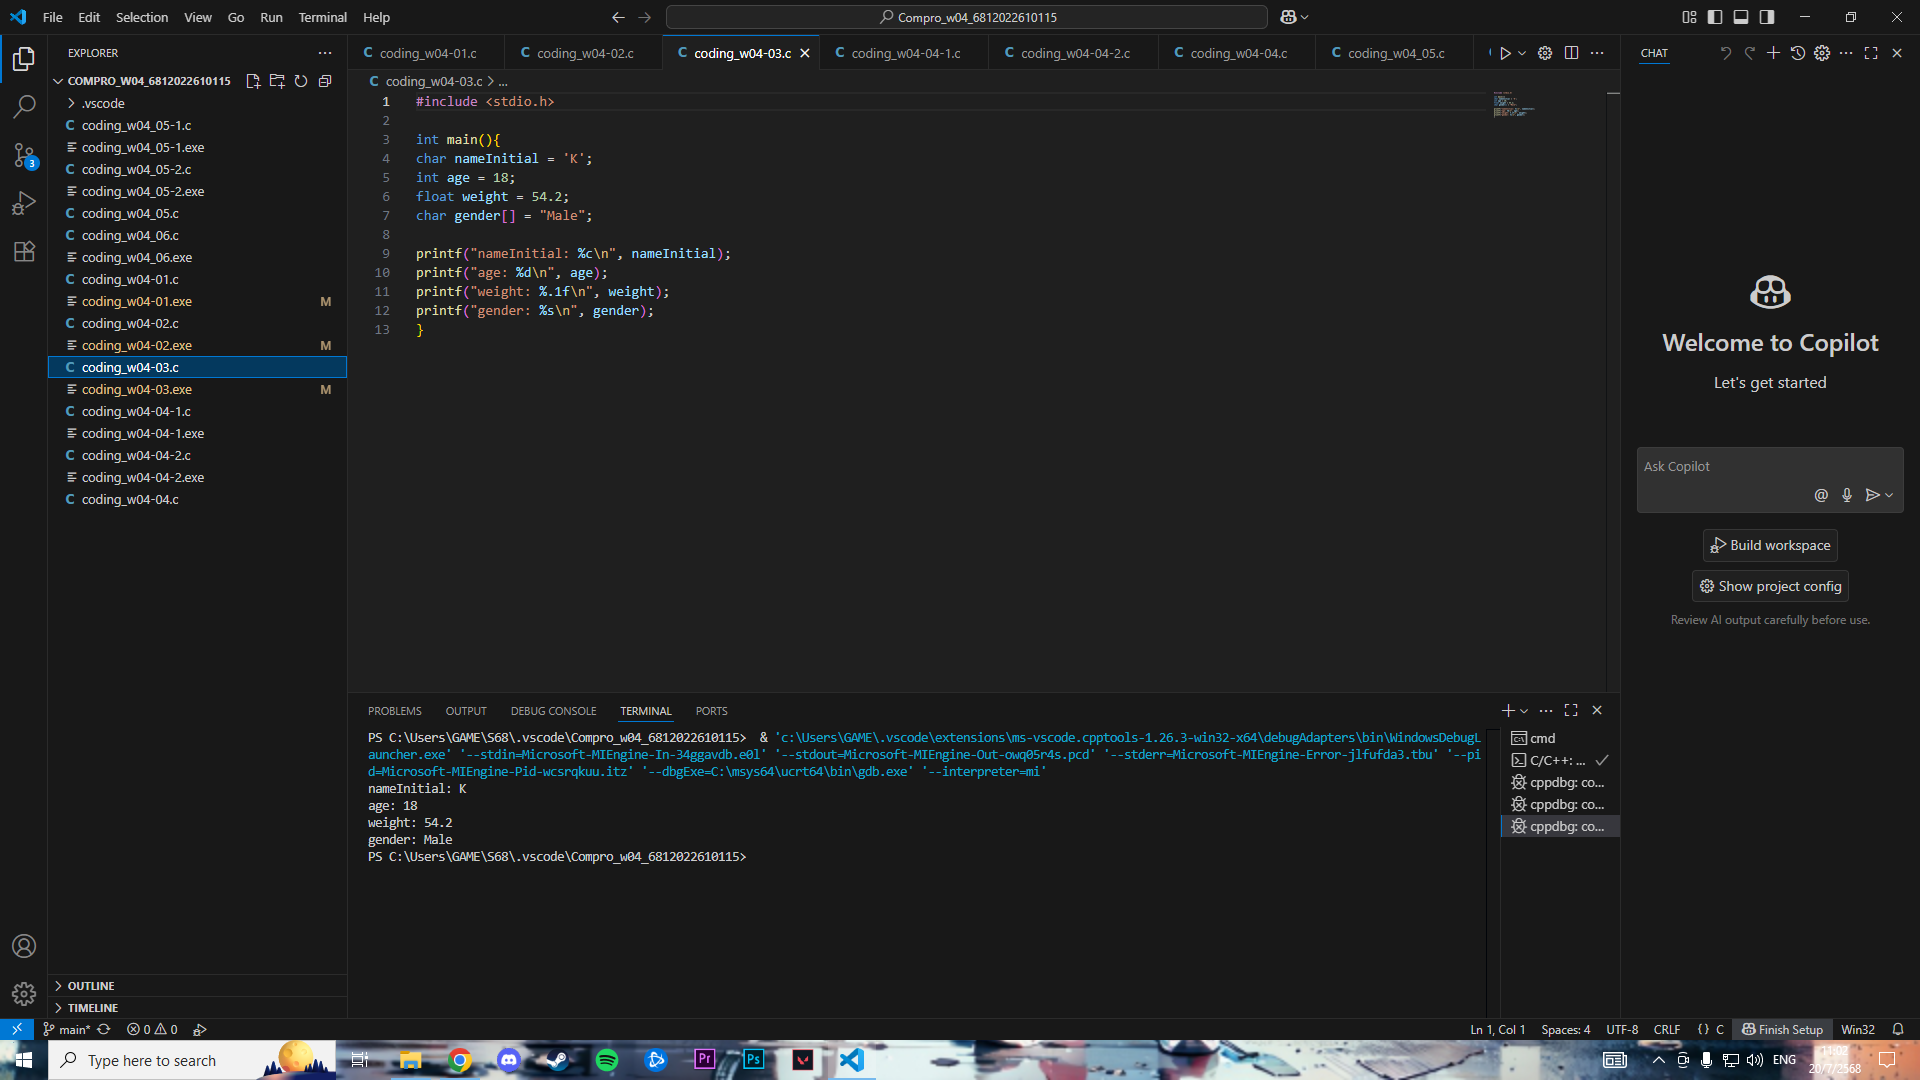 File Edit Selection View Go Run Terminal Help
Compro_w04_6812022610115
EXPLORER
COMPRO_W04_6812022610115
.vscode
C coding_w04_05-1.c
coding_w04_05-1.exe
C coding_w04_05-2.c
coding_w04_05-2.exe
C coding_w04_05.c
C coding_w04_06.c
coding_w04_06.exe
C coding_w04-01.c
coding_w04-01.exe M
C coding_w04-02.c
coding_w04-02.exe M
C coding_w04-03.c
coding_w04-03.exe M
C coding_w04-04-1.c
coding_w04-04-1.exe
C coding_w04-04-2.c
coding_w04-04-2.exe
C coding_w04-04.c
OUTLINE
TIMELINE
3
C coding_w04-01.c C coding_w04-02.c C coding_w04-03.c C coding_w04-04-1.c C coding_w04-04-2.c C coding_w04-04.c C coding_w04_05.c
C coding_w04-03.c > ...
1 #include <stdio.h>
2
3 int main(){
4 char nameInitial = 'K';
5 int age = 18;
6 float weight = 54.2;
7 char gender[] = "Male";
8
9 printf("nameInitial: %c\n", nameInitial);
10 printf("age: %d\n", age);
11 printf("weight: %.1f\n", weight);
12 printf("gender: %s\n", gender);
13 }
PROBLEMS OUTPUT DEBUG CONSOLE TERMINAL PORTS
PS C:\Users\GAME\S68\.vscode\Compro_w04_6812022610115> & 'c:\Users\GAME\.vscode\extensions\ms-vscode.cpptools-1.26.3-win32-x64\debugAdapters\bin\WindowsDebugL
auncher.exe' '--stdin=Microsoft-MIEngine-In-34ggavdb.e0l' '--stdout=Microsoft-MIEngine-Out-owq05r4s.pcd' '--stderr=Microsoft-MIEngine-Error-jlfufda3.tbu' '--pi
d=Microsoft-MIEngine-Pid-wcsrqkuu.itz' '--dbgExe=C:\msys64\ucrt64\bin\gdb.exe' '--interpreter=mi'
nameInitial: K
age: 18
weight: 54.2
gender: Male
PS C:\Users\GAME\S68\.vscode\Compro_w04_6812022610115>
cmd
C/C++: ...
cppdbg: co...
cppdbg: co...
cppdbg: co...
CHAT
Welcome to Copilot
Let's get started
Ask Copilot
Build workspace
Show project config
Review AI output carefully before use.
main* 0 0
Ln 1, Col 1 Spaces: 4 UTF-8 CRLF {} C Finish Setup Win32
Type here to search
Pr Ps
ENG
11:02
20/7/2568